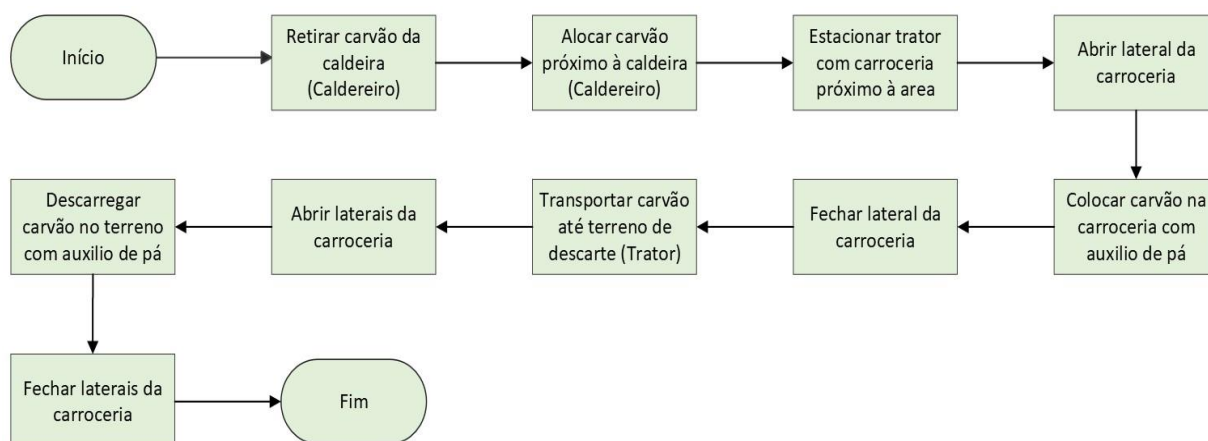 Início
Retirar carvão da
caldeira
(Caldereiro)
Alocar carvão
próximo à caldeira
(Caldereiro)
Estacionar trator
com carroceria
próximo à area
Abrir lateral da
carroceria
Colocar carvão na
carroceria com
auxilio de pá
Fechar lateral da
carroceria
Transportar carvão
até terreno de
descarte (Trator)
Abrir laterais da
carroceria
Descarregar
carvão no terreno
com auxilio de pá
Fechar laterais da
carroceria
Fim